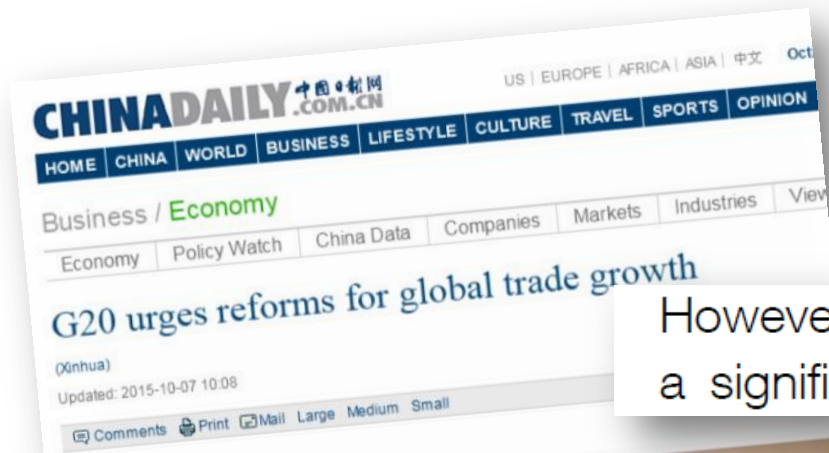 CHINADAILY 中国日报网
.COM.CN
US | EUROPE | AFRICA | ASIA | 中文
HOME CHINA WORLD BUSINESS LIFESTYLE CULTURE TRAVEL SPORTS OPINION
Business / Economy
Economy Policy Watch China Data Companies Markets Industries
G20 urges reforms for global trade growth
(Xinhua)
Updated: 2015-10-07 10:08
Comments Print Mail Large Medium Small
a